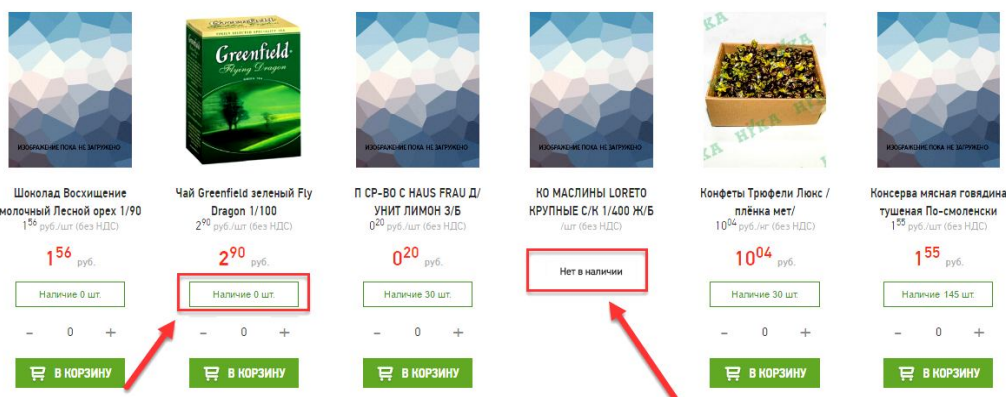 ИЗОБРАЖЕНИЕ ПОКА НЕ ЗАГРУЖЕНО
Шоколад Восхищение
молочный Лесной орех 1/90
1⁵⁶ руб./шт (без НДС)
1⁵⁶ руб.
Наличие 0 шт.
- 0 +
В КОРЗИНУ
Greenfield
Flying Dragon
Чай Greenfield зеленый Fly
Dragon 1/100
2⁹⁰ руб./шт (без НДС)
2⁹⁰ руб.
Наличие 0 шт.
- 0 +
В КОРЗИНУ
ИЗОБРАЖЕНИЕ ПОКА НЕ ЗАГРУЖЕНО
П СР-ВО С HAUS FRAU Д/
УНИТ ЛИМОН З/Б
0²⁰ руб./шт (без НДС)
0²⁰ руб.
Наличие 30 шт.
- 0 +
В КОРЗИНУ
ИЗОБРАЖЕНИЕ ПОКА НЕ ЗАГРУЖЕНО
КО МАСЛИНЫ LORETO
КРУПНЫЕ С/К 1/400 Ж/Б
/шт (без НДС)
Нет в наличии
НИКА
Конфеты Трюфели Люкс /
плёнка мет/
10⁰⁴ руб./кг (без НДС)
10⁰⁴ руб.
Наличие 30 шт.
- 0 +
В КОРЗИНУ
ИЗОБРАЖЕНИЕ ПОКА НЕ ЗАГРУЖЕНО
Консерва мясная говядина
тушеная По-смоленски
1⁵⁵ руб./шт (без НДС)
1⁵⁵ руб.
Наличие 145 шт.
- 0 +
В КОРЗИНУ